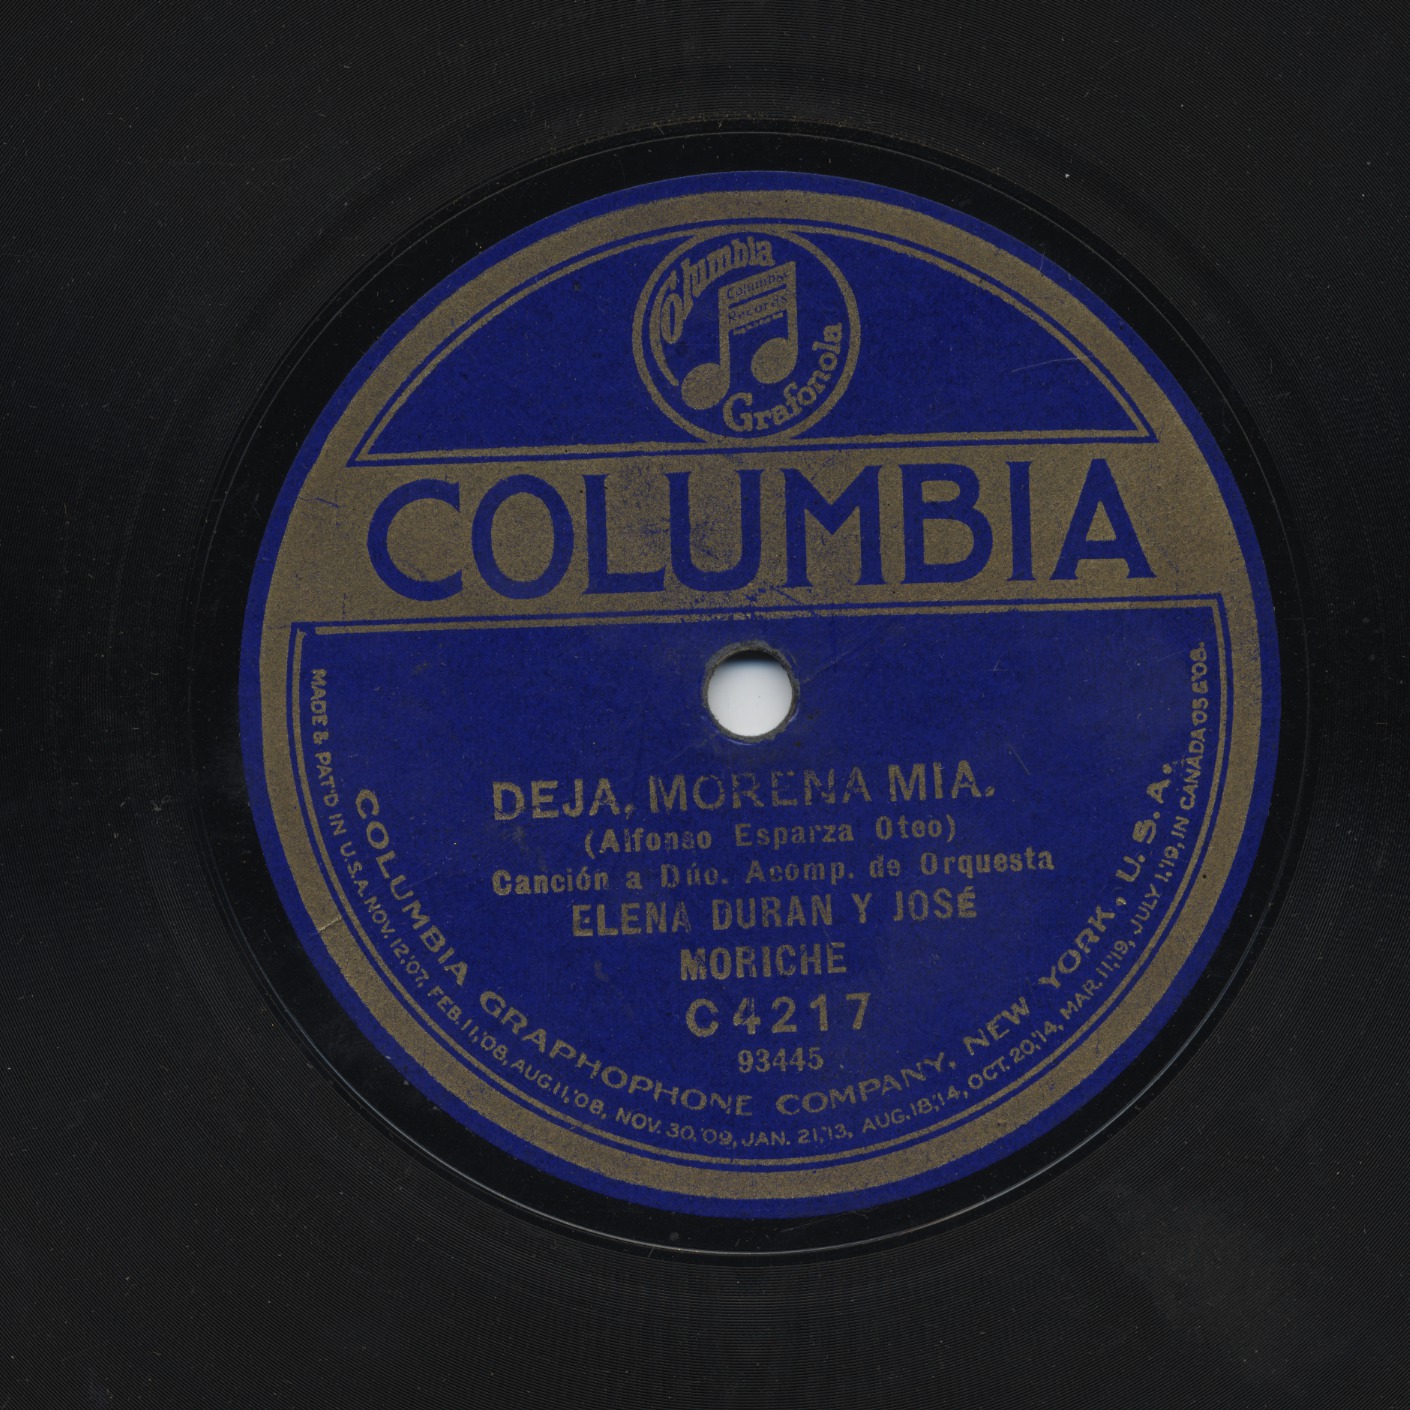 Columbia
Columbia
Records
Grafonola
COLUMBIA
DEJA, MORENA MIA.
(Alfonso Esparza Oteo)
Canción a Dúo. Acomp. de Orquesta
ELENA DURAN Y JOSÉ
MORICHE
C4217
93445
COLUMBIA GRAPHOPHONE COMPANY, NEW YORK, U.S.A.
MADE & PAT'D IN U.S.A. NOV. 12,'07, FEB. 11,'08, AUG. 11,'08, NOV. 30,'09, JAN. 21,'13, AUG. 18,'14, OCT. 20,'14, MAR. 11,'19, JULY 1,'19, IN CANADA '05 & '08.